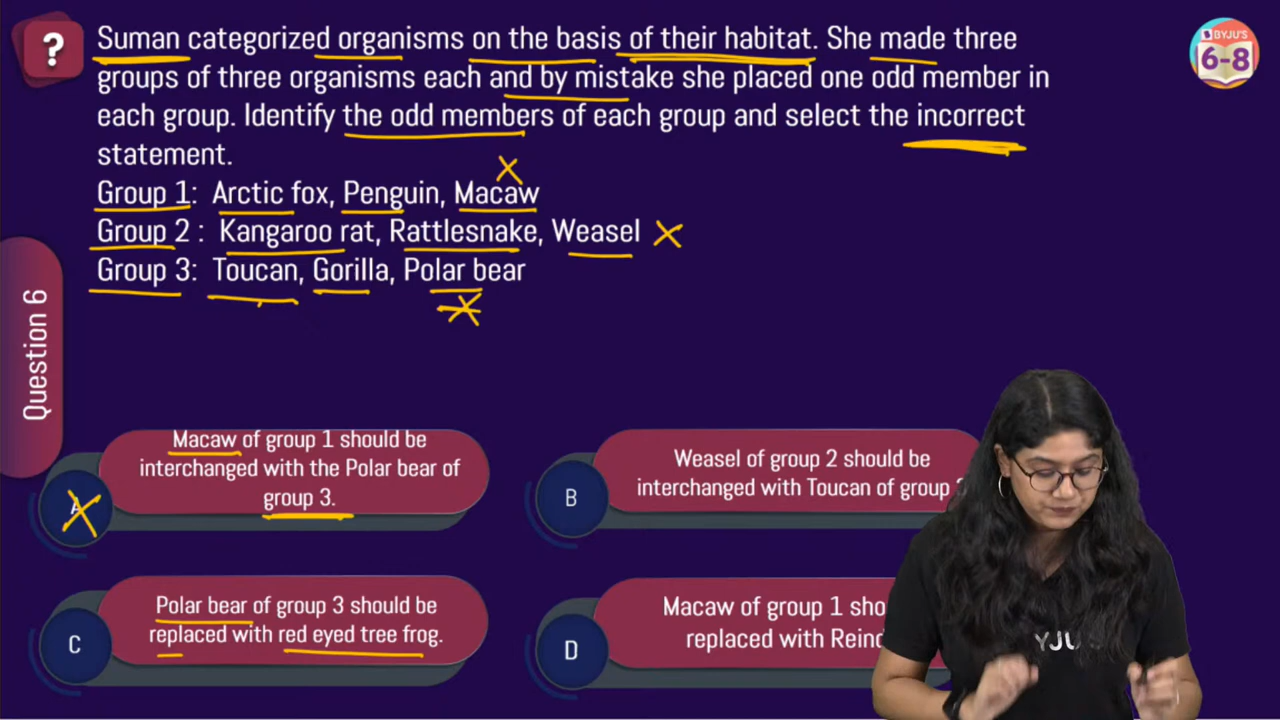 ?
Suman categorized organisms on the basis of their habitat. She made three
groups of three organisms each and by mistake she placed one odd member in
each group. Identify the odd members of each group and select the incorrect
statement.
Group 1: Arctic fox, Penguin, Macaw
Group 2 : Kangaroo rat, Rattlesnake, Weasel
Group 3: Toucan, Gorilla, Polar bear
BYJU'S
6-8
Question 6
A
Macaw of group 1 should be
interchanged with the Polar bear of
group 3.
B
Weasel of group 2 should be
interchanged with Toucan of group
C
Polar bear of group 3 should be
replaced with red eyed tree frog.
D
Macaw of group 1
replaced with